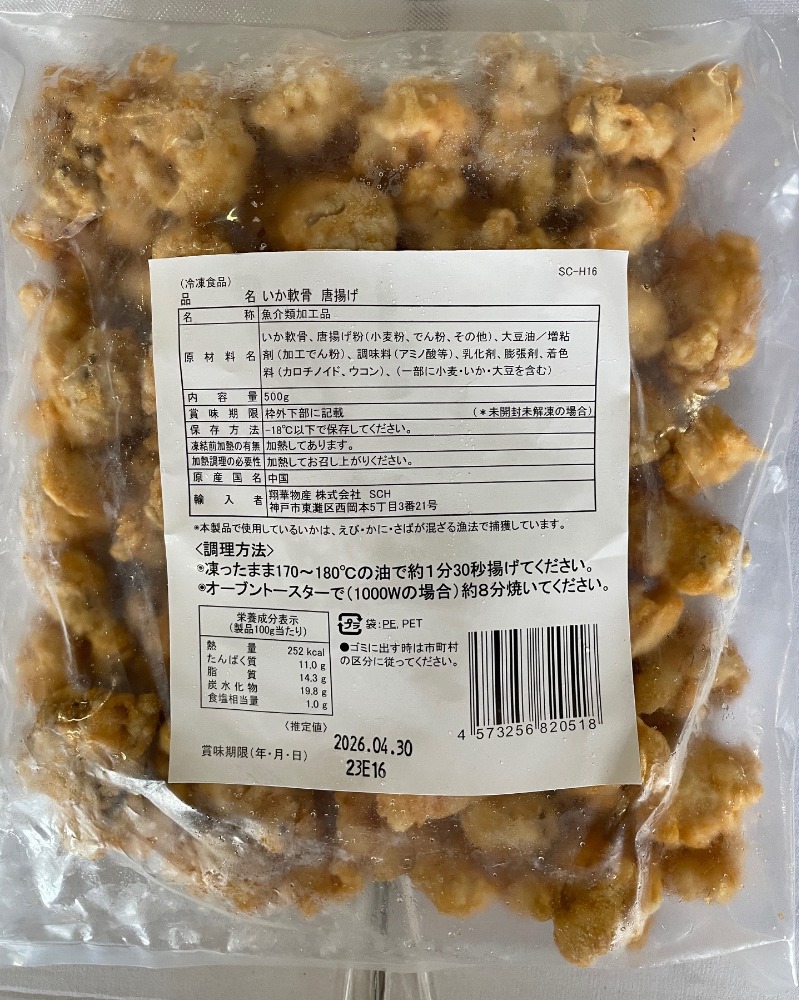 SC-H16
(冷凍食品)
品 名 いか軟骨 唐揚げ
名 称 魚介類加工品
原材料名 いか軟骨、唐揚げ粉(小麦粉、でん粉、その他)、大豆油/増粘
剤(加工でん粉)、調味料(アミノ酸等)、乳化剤、膨張剤、着色
料(カロチノイド、ウコン)、(一部に小麦・いか・大豆を含む)
内容量 500g
賞味期限 枠外下部に記載 (*未開封未解凍の場合)
保存方法 -18℃以下で保存してください。
凍結前加熱の有無 加熱してあります。
加熱調理の必要性 加熱してお召し上がりください。
原産国名 中国
輸入者 翔華物産 株式会社 SCH
神戸市東灘区西岡本5丁目3番21号
※本製品で使用しているいかは、えび・かに・さばが混ざる漁法で捕獲しています。
〈調理方法〉
※凍ったまま170〜180℃の油で約1分30秒揚げてください。
※オーブントースターで(1000Wの場合)約8分焼いてください。
栄養成分表示
(製品100g当たり)
熱量 252 kcal
たんぱく質 11.0 g
脂質 14.3 g
炭水化物 19.8 g
食塩相当量 1.0 g
〈推定値〉
プラ 袋:PE, PET
●ゴミに出す時は市町村
の区分に従ってください。
4 573256 820518
賞味期限(年・月・日) 2026.04.30
23E16